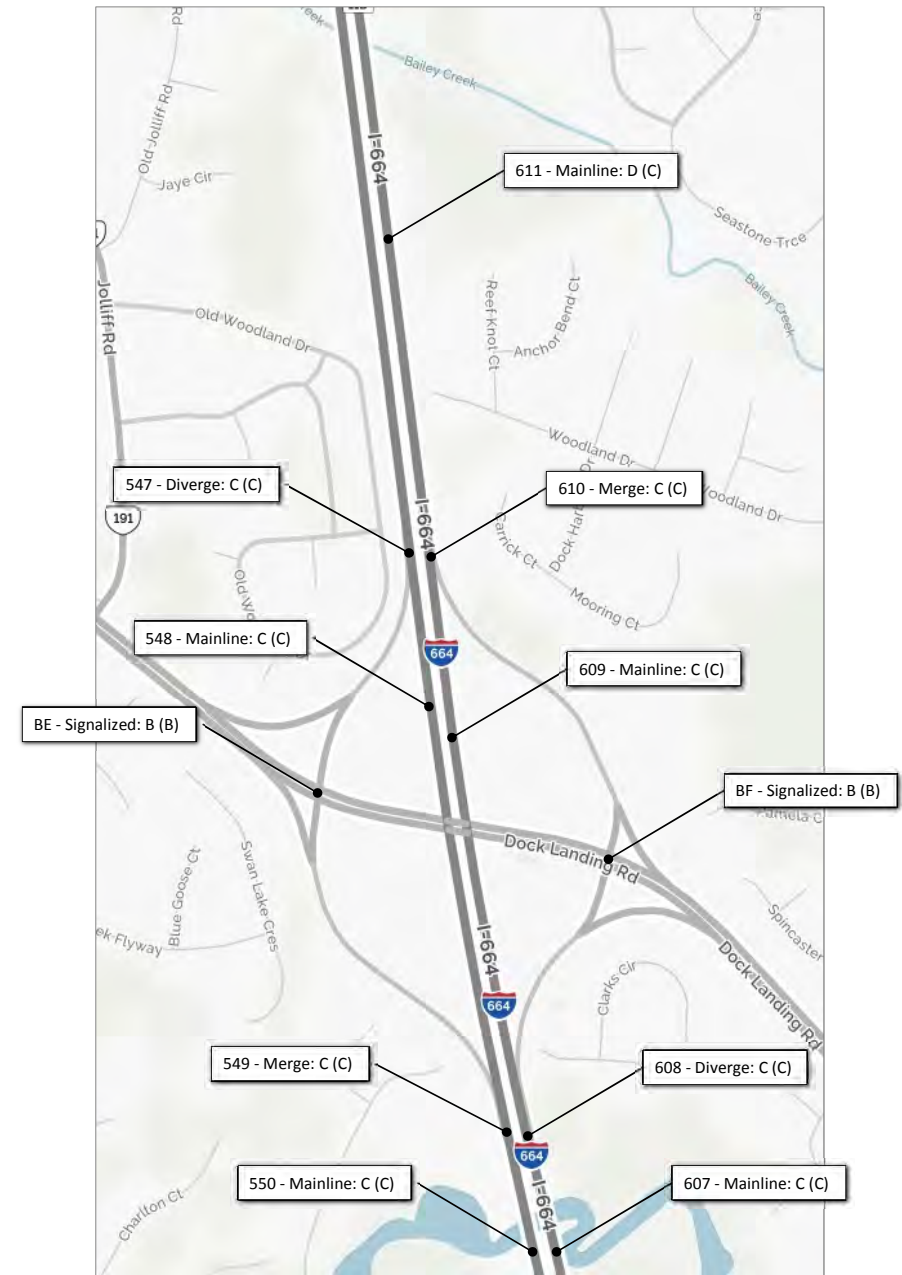 Bailey Creek
I-664
611 - Mainline: D (C)
Old Jolliff Rd
Jaye Cir
Seastone Trce
Bailey Creek
Jolliff Rd
Reef Knot Ct
Anchor Bend Ct
Old Woodland Dr
Woodland Dr
547 - Diverge: C (C)
610 - Merge: C (C)
Woodland Dr
191
I-664
Garrick Ct
Mooring Ct
548 - Mainline: C (C)
664
609 - Mainline: C (C)
BE - Signalized: B (B)
BF - Signalized: B (B)
Dock Landing Rd
Blue Goose Ct
Swan Lake Cres
Spincaster
I-664
Dock Landing Rd
Clarks Cir
664
549 - Merge: C (C)
608 - Diverge: C (C)
664
550 - Mainline: C (C)
607 - Mainline: C (C)
I-664
Charlton Ct